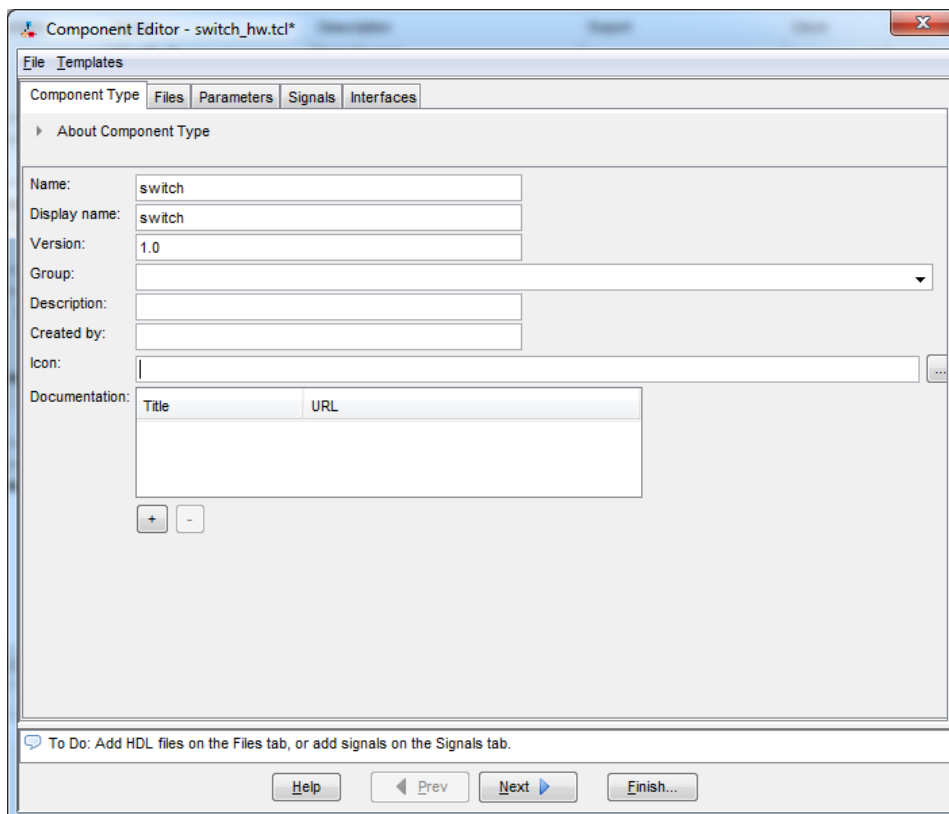 Component Editor - switch_hw.tcl*
File Templates
Component Type Files Parameters Signals Interfaces
About Component Type
Name: switch
Display name: switch
Version: 1.0
Group:
Description:
Created by:
Icon: ...
Documentation: Title URL
+ -
To Do: Add HDL files on the Files tab, or add signals on the Signals tab.
Help Prev Next Finish...